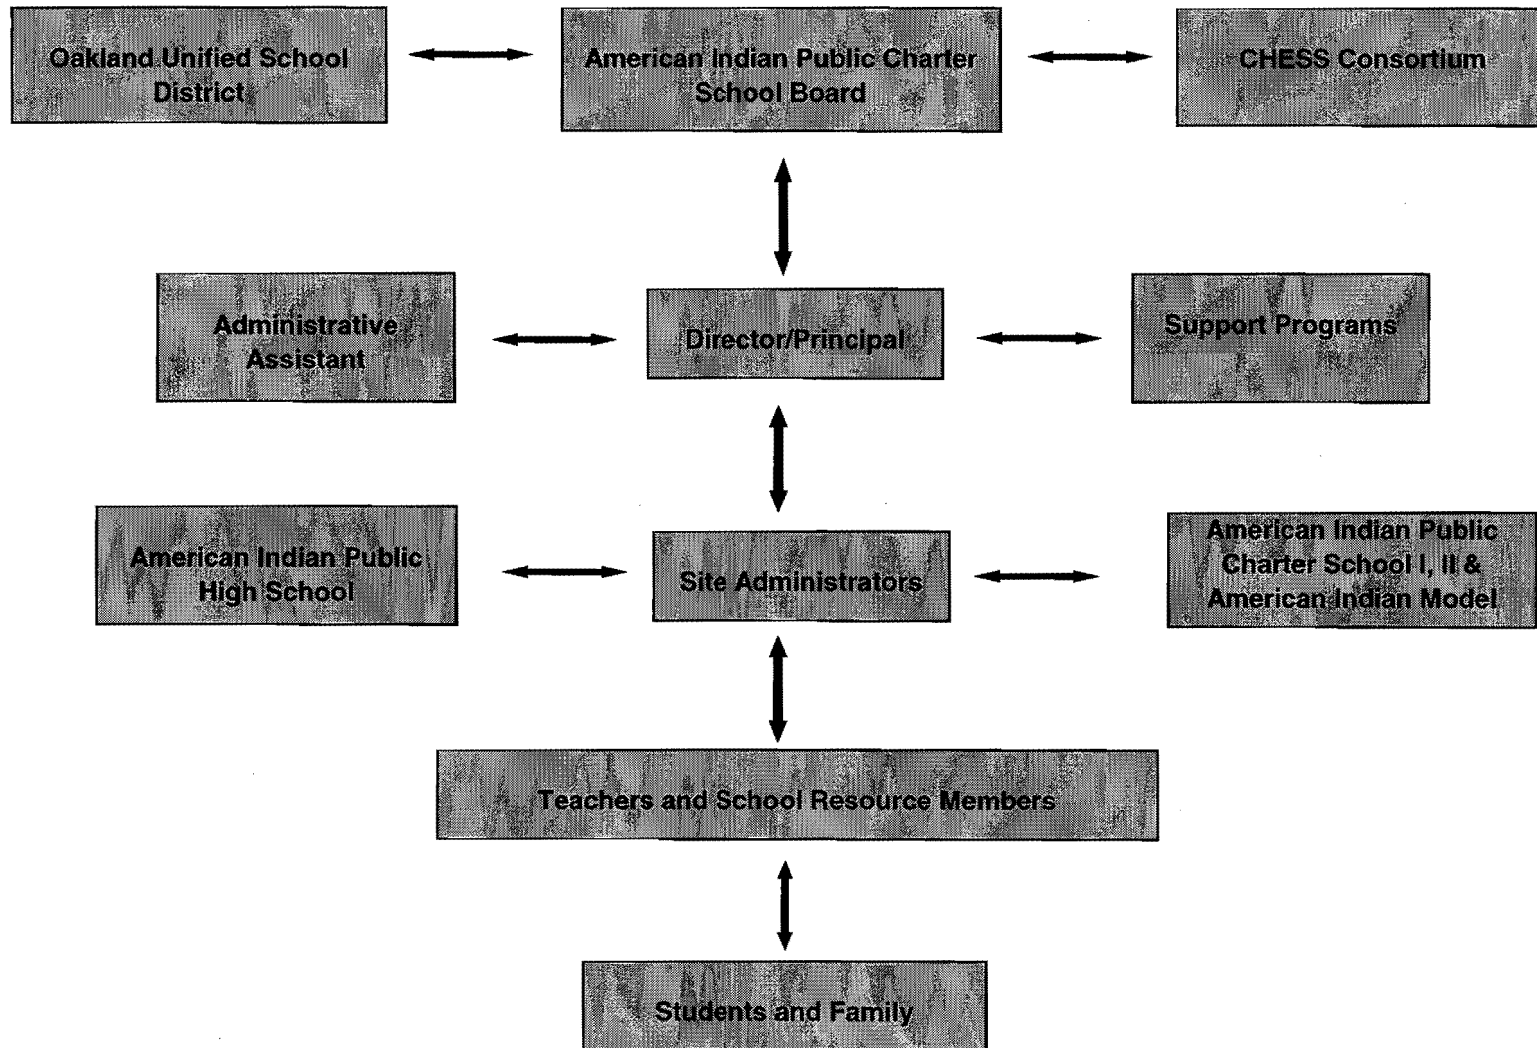 Oakland Unified School
District
American Indian Public Charter
School Board
CHESS Consortium
Administrative
Assistant
Director/Principal
Support Programs
American Indian Public
High School
Site Administrators
American Indian Public
Charter School I, II &
American Indian Model
Teachers and School Resource Members
Students and Family